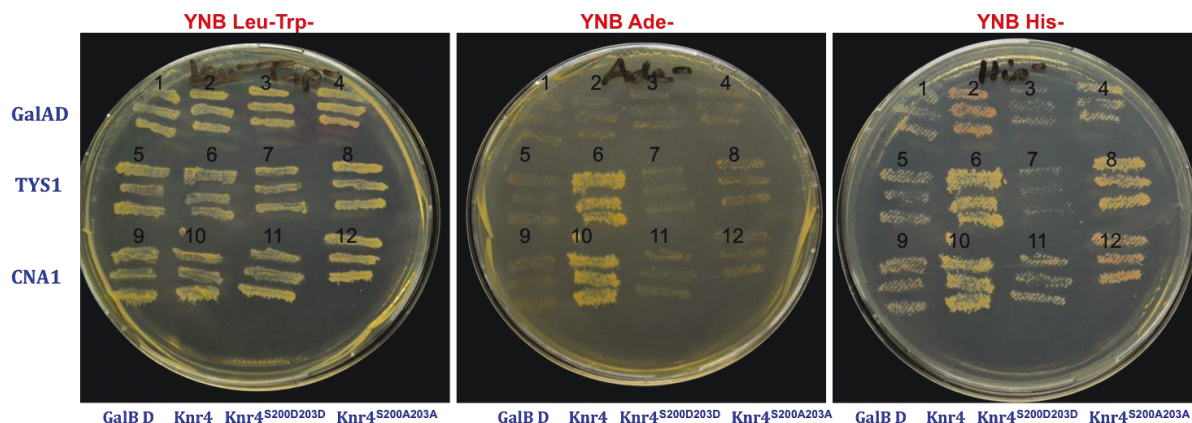 YNB Leu-Trp-
YNB Ade-
YNB His-
Leu-Trp-
Ade-
His-
1 2 3 4
1 2 3 4
1 2 3 4
GalAD
5 6 7 8
5 6 7 8
5 6 7 8
TYS1
9 10 11 12
9 10 11 12
9 10 11 12
CNA1
GalB D Knr4 Knr4S200D203D Knr4S200A203A
GalB D Knr4 Knr4S200D203D Knr4S200A203A
GalB D Knr4 Knr4S200D203D Knr4S200A203A